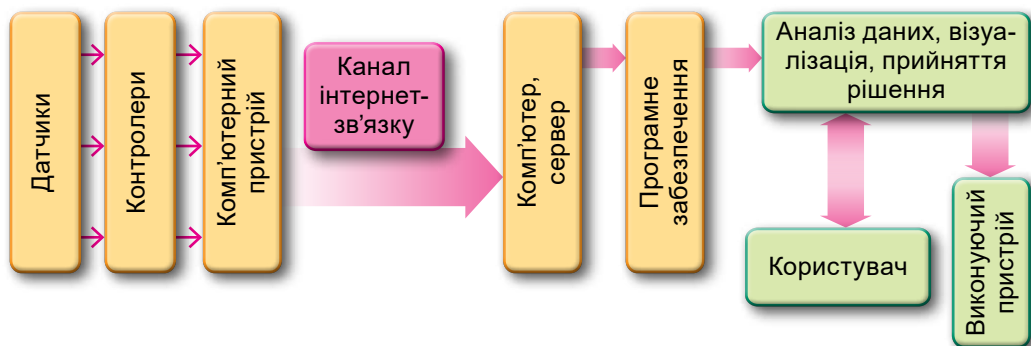 Датчики
Контролери
Комп'ютерний
пристрій
Канал
інтернет-
зв’язку
Комп’ютер,
сервер
Програмне
забезпечення
Аналіз даних, візуа-
лізація, прийняття
рішення
Користувач
Виконуючий
пристрій